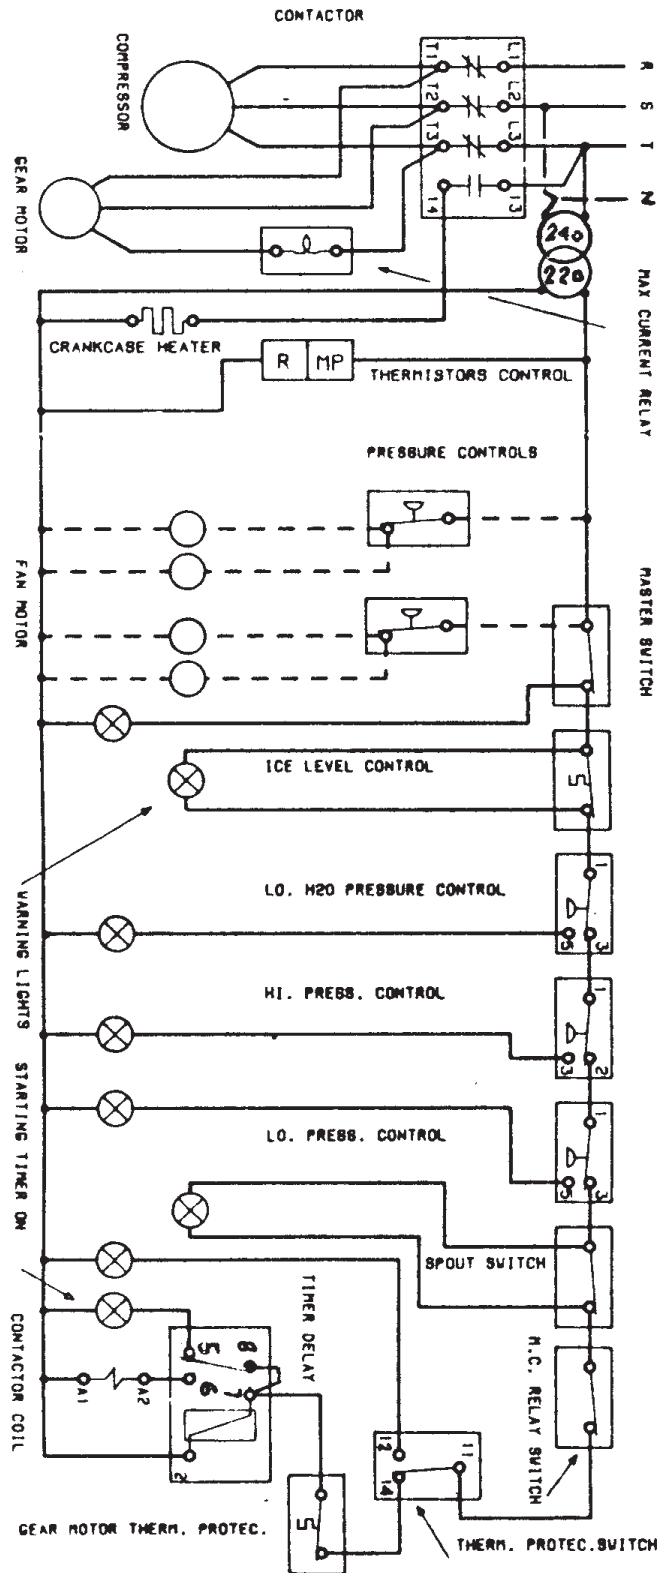 CONTACTOR
COMPRESSOR
T1
L1
R
T2
L2
S
T3
L3
T
14
13
N
GEAR MOTOR
240
220
MAX CURRENT RELAY
CRANKCASE HEATER
R
MP
THERMISTORS CONTROL
PRESSURE CONTROLS
FAN MOTOR
MASTER SWITCH
ICE LEVEL CONTROL
WARNING LIGHTS
LO. H2O PRESSURE CONTROL
1
5
3
HI. PRESS. CONTROL
1
3
2
LO. PRESS. CONTROL
1
5
3
SPOUT SWITCH
STARTING TIMER ON
CONTACTOR COIL
A1
A2
TIMER DELAY
5
8
6
7
2
M.C. RELAY SWITCH
12
14
11
GEAR MOTOR THERM. PROTEC.
THERM. PROTEC.SWITCH